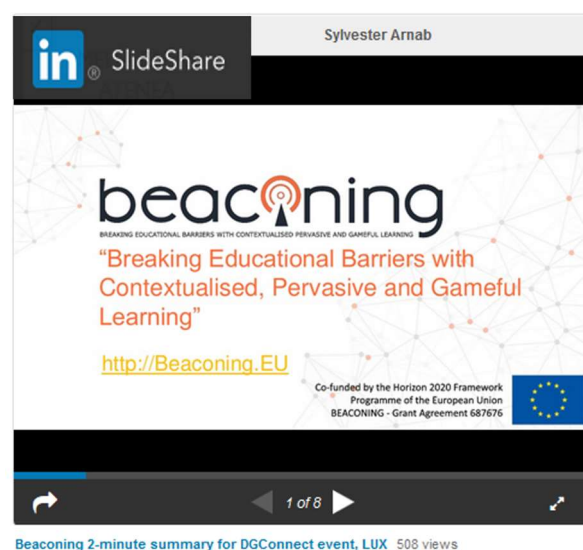 Sylvester Arnab
in® SlideShare
beaconing
BREAKING EDUCATIONAL BARRIERS WITH CONTEXTUALISED PERVASIVE AND GAMEFUL LEARNING
“Breaking Educational Barriers with
Contextualised, Pervasive and Gameful
Learning”
http://Beaconing.EU
Co-funded by the Horizon 2020 Framework
Programme of the European Union
BEACONING - Grant Agreement 687676
1 of 8
Beaconing 2-minute summary for DGConnect event, LUX 508 views